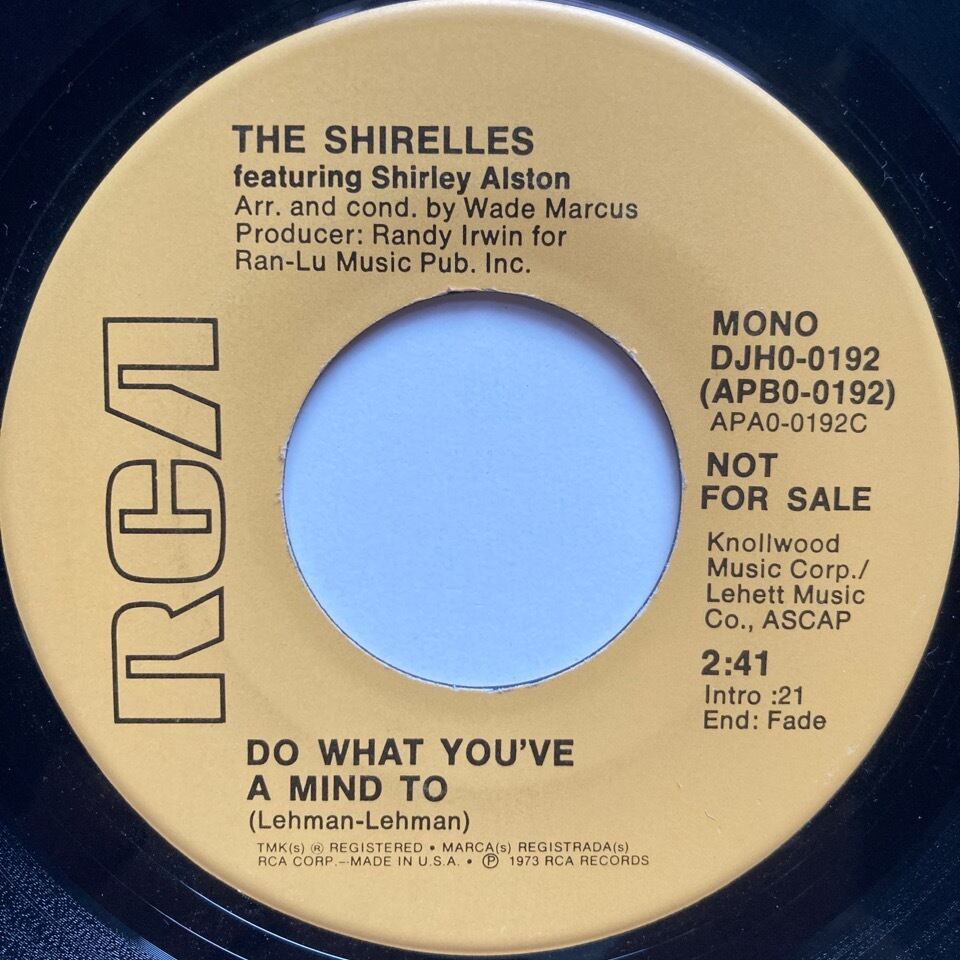 THE SHIRELLES
featuring Shirley Alston
Arr. and cond. by Wade Marcus
Producer: Randy Irwin for
Ran-Lu Music Pub. Inc.
RCA
MONO
DJH0-0192
(APB0-0192)
APA0-0192C
NOT
FOR SALE
Knollwood
Music Corp./
Lehett Music
Co., ASCAP
2:41
Intro :21
End: Fade
DO WHAT YOU'VE
A MIND TO
(Lehman-Lehman)
TMK(s) ® REGISTERED • MARCA(s) REGISTRADA(s)
RCA CORP.—MADE IN U.S.A. • ℗ 1973 RCA RECORDS